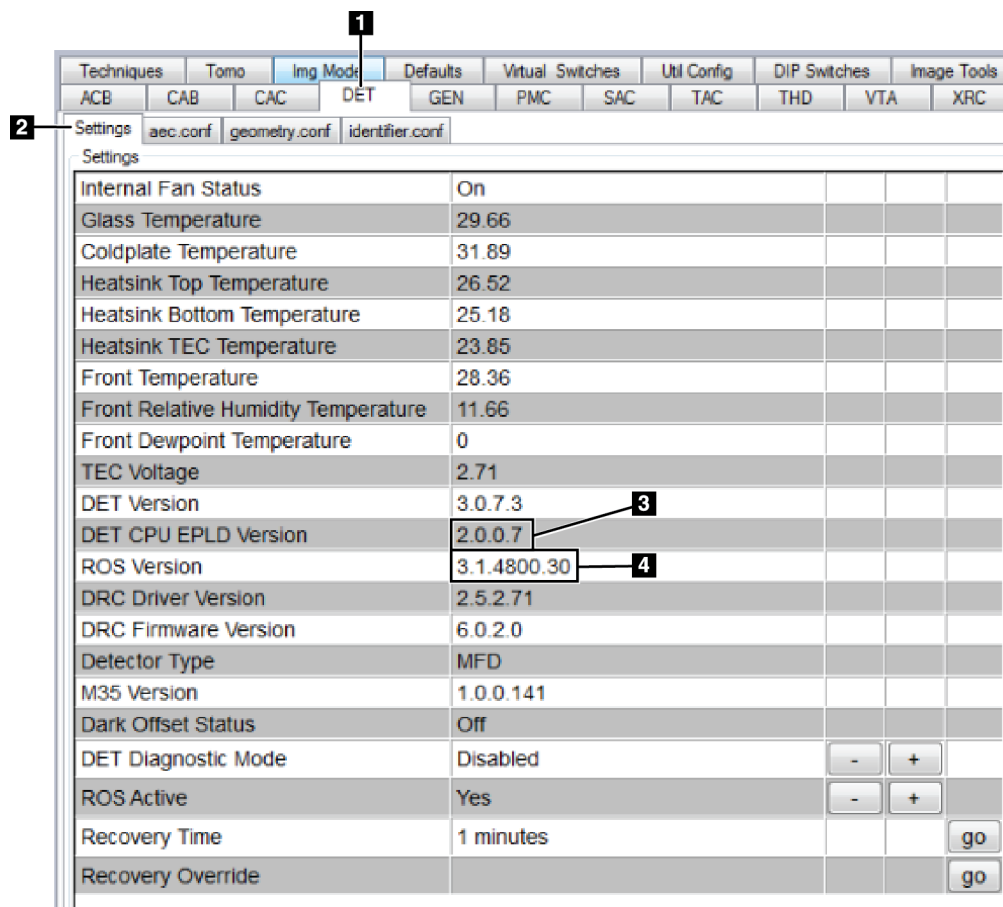 1
Techniques Tomo Img Mode Defaults Virtual Switches Util Config DIP Switches Image Tools
ACB CAB CAC DET GEN PMC SAC TAC THD VTA XRC
2 Settings aec.conf geometry.conf identifier.conf
Settings
Internal Fan Status On
Glass Temperature 29.66
Coldplate Temperature 31.89
Heatsink Top Temperature 26.52
Heatsink Bottom Temperature 25.18
Heatsink TEC Temperature 23.85
Front Temperature 28.36
Front Relative Humidity Temperature 11.66
Front Dewpoint Temperature 0
TEC Voltage 2.71
DET Version 3.0.7.3 3
DET CPU EPLD Version 2.0.0.7
ROS Version 3.1.4800.30 4
DRC Driver Version 2.5.2.71
DRC Firmware Version 6.0.2.0
Detector Type MFD
M35 Version 1.0.0.141
Dark Offset Status Off
DET Diagnostic Mode Disabled - +
ROS Active Yes - +
Recovery Time 1 minutes go
Recovery Override go